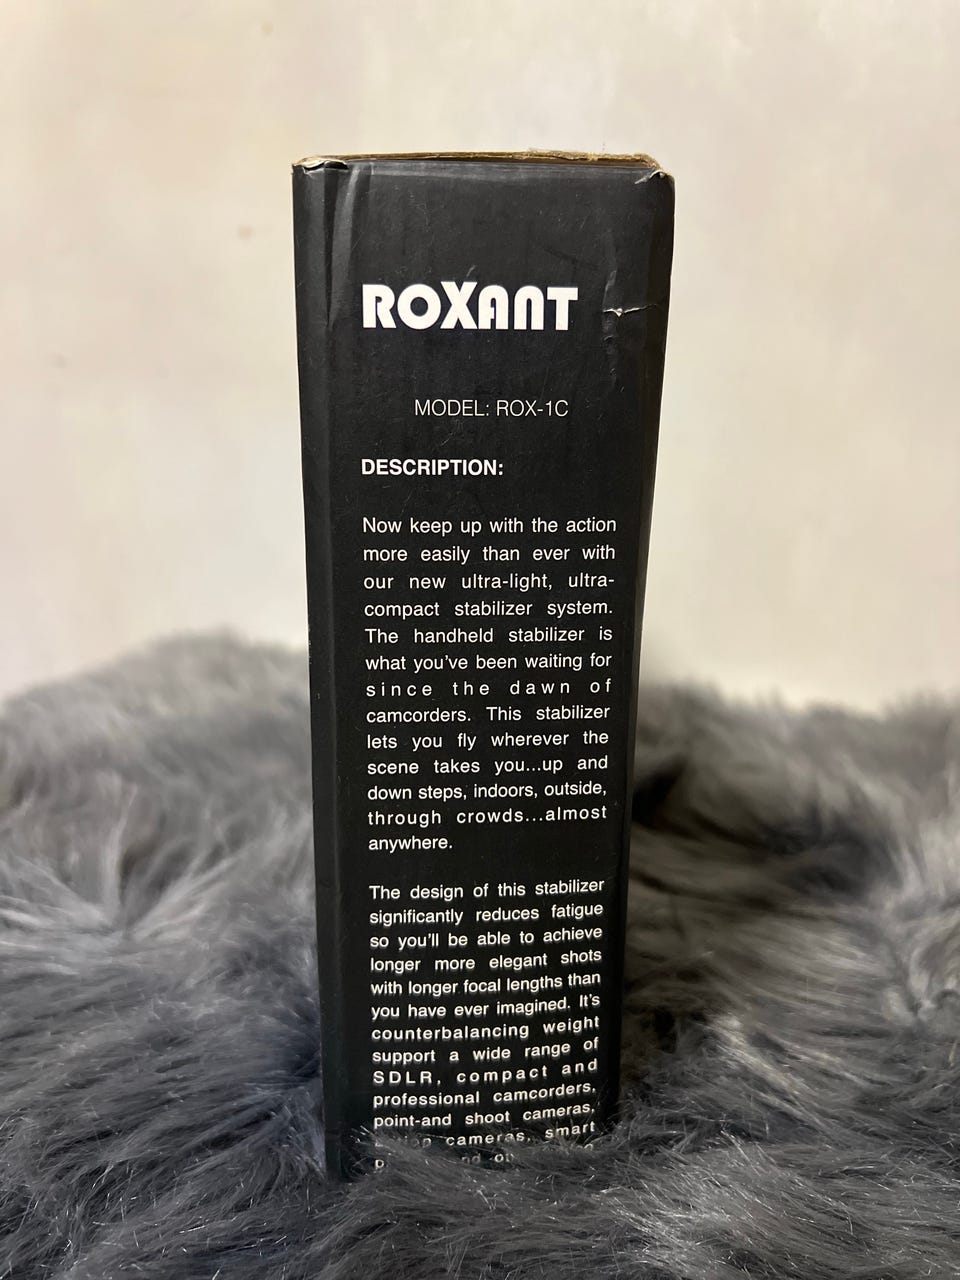 ROXANT
MODEL: ROX-1C
DESCRIPTION:
Now keep up with the action
more easily than ever with
our new ultra-light, ultra-
compact stabilizer system.
The handheld stabilizer is
what you've been waiting for
since the dawn of
camcorders. This stabilizer
lets you fly wherever the
scene takes you...up and
down steps, indoors, outside,
through crowds...almost
anywhere.
The design of this stabilizer
significantly reduces fatigue
so you'll be able to achieve
longer more elegant shots
with longer focal lengths than
you have ever imagined. It's
counterbalancing weight
support a wide range of
SDLR, compact and
professional camcorders,
point-and shoot cameras,
cameras, smart